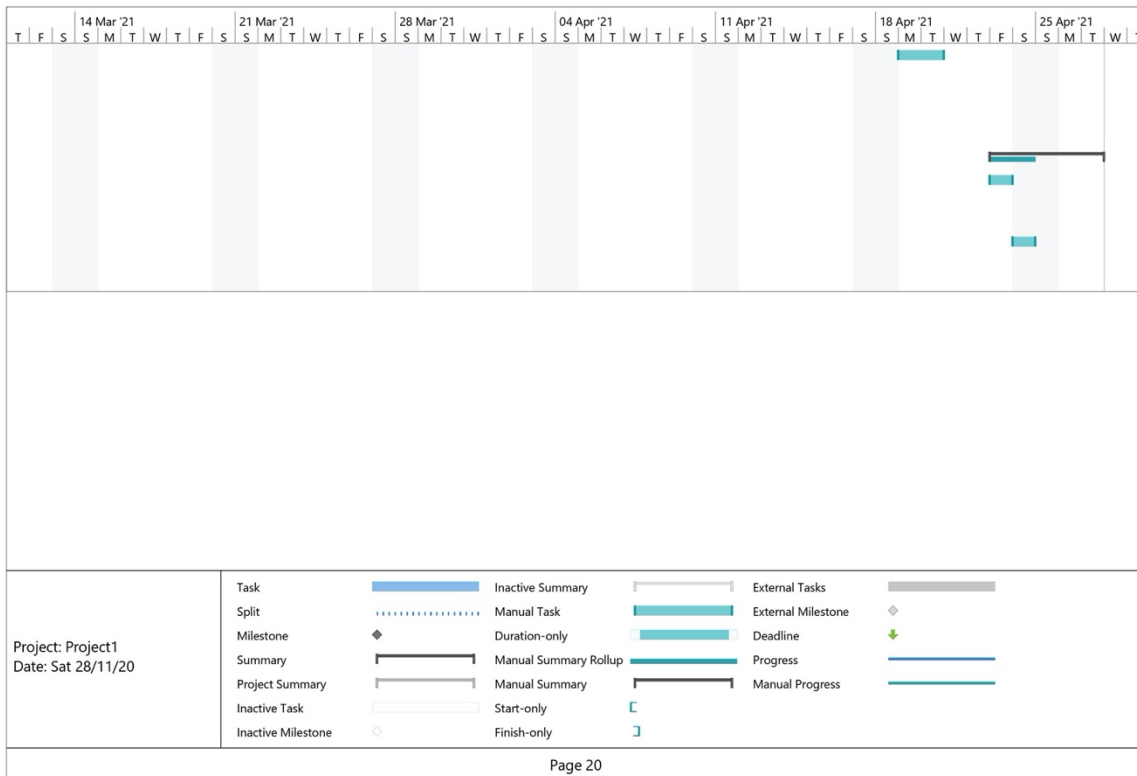 14 Mar '21 21 Mar '21 28 Mar '21 04 Apr '21 11 Apr '21 18 Apr '21 25 Apr '21
T F S S M T W T F S S M T W T F S S M T W T F S S M T W T F S S M T W T F S S M T W T F S S M T W T
Task Inactive Summary External Tasks
Split Manual Task External Milestone
Milestone Duration-only Deadline
Project: Project1
Date: Sat 28/11/20
Summary Manual Summary Rollup Progress
Project Summary Manual Summary Manual Progress
Inactive Task Start-only
Inactive Milestone Finish-only
Page 20